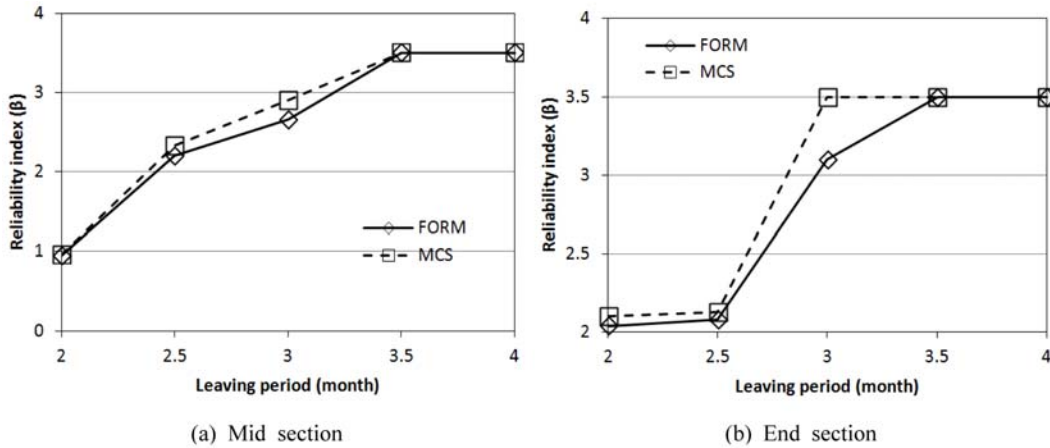 4
3
2
1
0
Reliability index (β)
FORM
MCS
2 2.5 3 3.5 4
Leaving period (month)
(a) Mid section
4
3.5
3
2.5
2
Reliability index (β)
FORM
MCS
2 2.5 3 3.5 4
Leaving period (month)
(b) End section